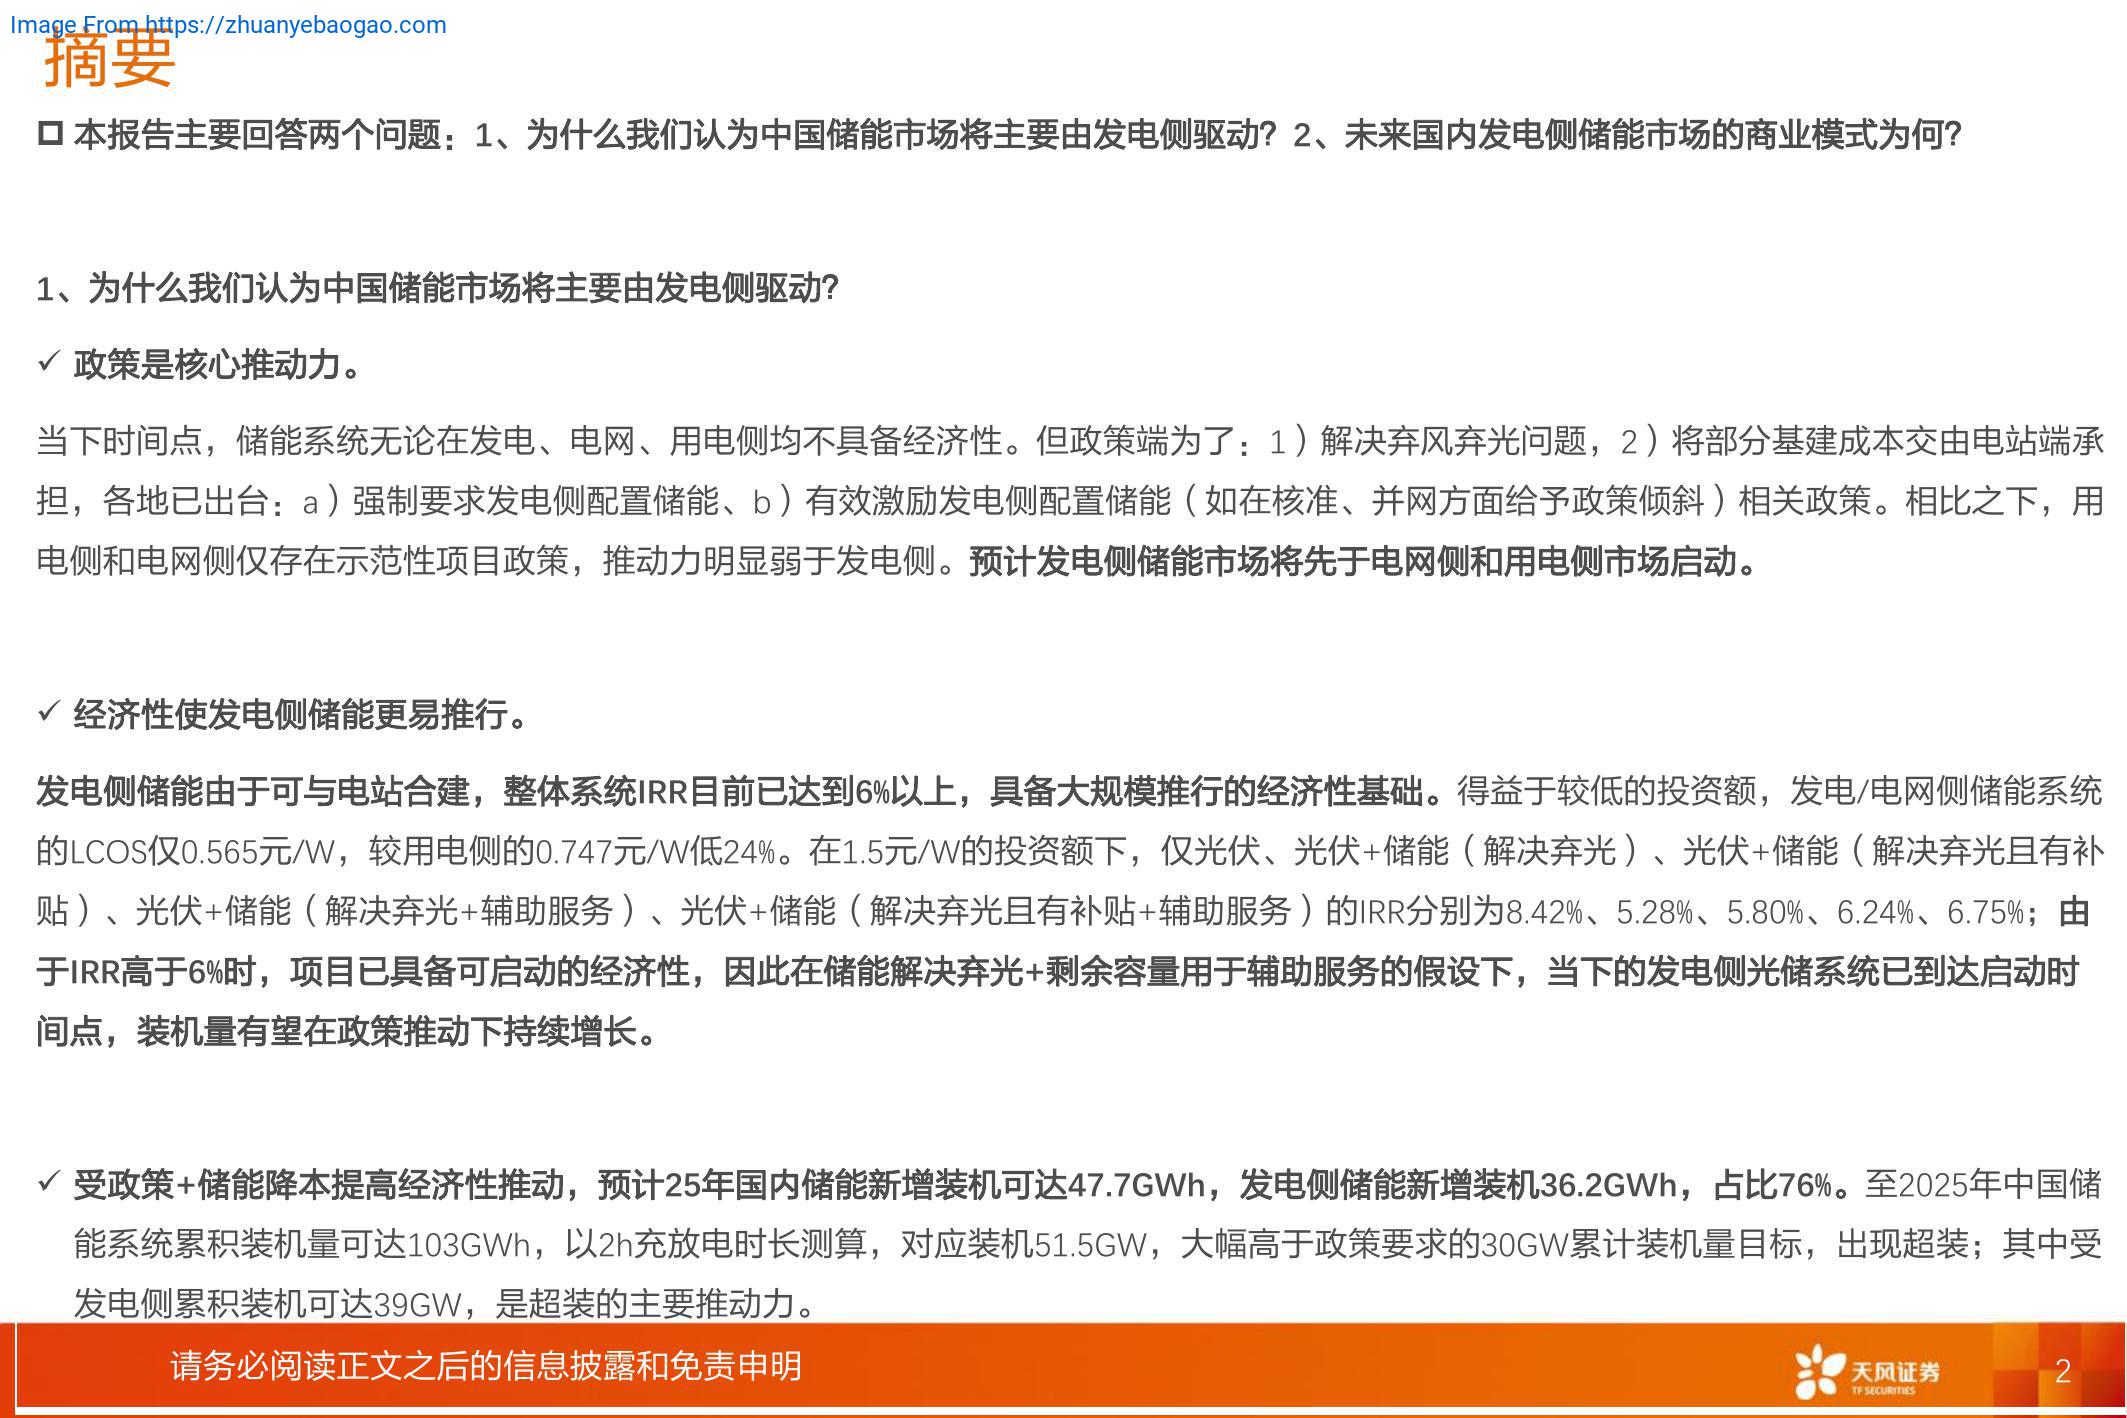 Image From https://zhuanyebaogao.com
摘要
本报告主要回答两个问题：1、为什么我们认为中国储能市场将主要由发电侧驱动？2、未来国内发电侧储能市场的商业模式为何？
1、为什么我们认为中国储能市场将主要由发电侧驱动？
✓ 政策是核心推动力。
当下时间点，储能系统无论在发电、电网、用电侧均不具备经济性。但政策端为了：1）解决弃风弃光问题，2）将部分基建成本交由电站端承
担，各地已出台：a）强制要求发电侧配置储能、b）有效激励发电侧配置储能（如在核准、并网方面给予政策倾斜）相关政策。相比之下，用
电侧和电网侧仅存在示范性项目政策，推动力明显弱于发电侧。预计发电侧储能市场将先于电网侧和用电侧市场启动。
✓ 经济性使发电侧储能更易推行。
发电侧储能由于可与电站合建，整体系统IRR目前已达到6%以上，具备大规模推行的经济性基础。得益于较低的投资额，发电/电网侧储能系统
的LCOS仅0.565元/W，较用电侧的0.747元/W低24%。在1.5元/W的投资额下，仅光伏、光伏+储能（解决弃光）、光伏+储能（解决弃光且有补
贴）、光伏+储能（解决弃光+辅助服务）、光伏+储能（解决弃光且有补贴+辅助服务）的IRR分别为8.42%、5.28%、5.80%、6.24%、6.75%；由
于IRR高于6%时，项目已具备可启动的经济性，因此在储能解决弃光+剩余容量用于辅助服务的假设下，当下的发电侧光储系统已到达启动时
间点，装机量有望在政策推动下持续增长。
✓ 受政策+储能降本提高经济性推动，预计25年国内储能新增装机可达47.7GWh，发电侧储能新增装机36.2GWh，占比76%。至2025年中国储
能系统累积装机量可达103GWh，以2h充放电时长测算，对应装机51.5GW，大幅高于政策要求的30GW累计装机量目标，出现超装；其中受
发电侧累积装机可达39GW，是超装的主要推动力。
请务必阅读正文之后的信息披露和免责申明
天风证券
TF SECURITIES
2